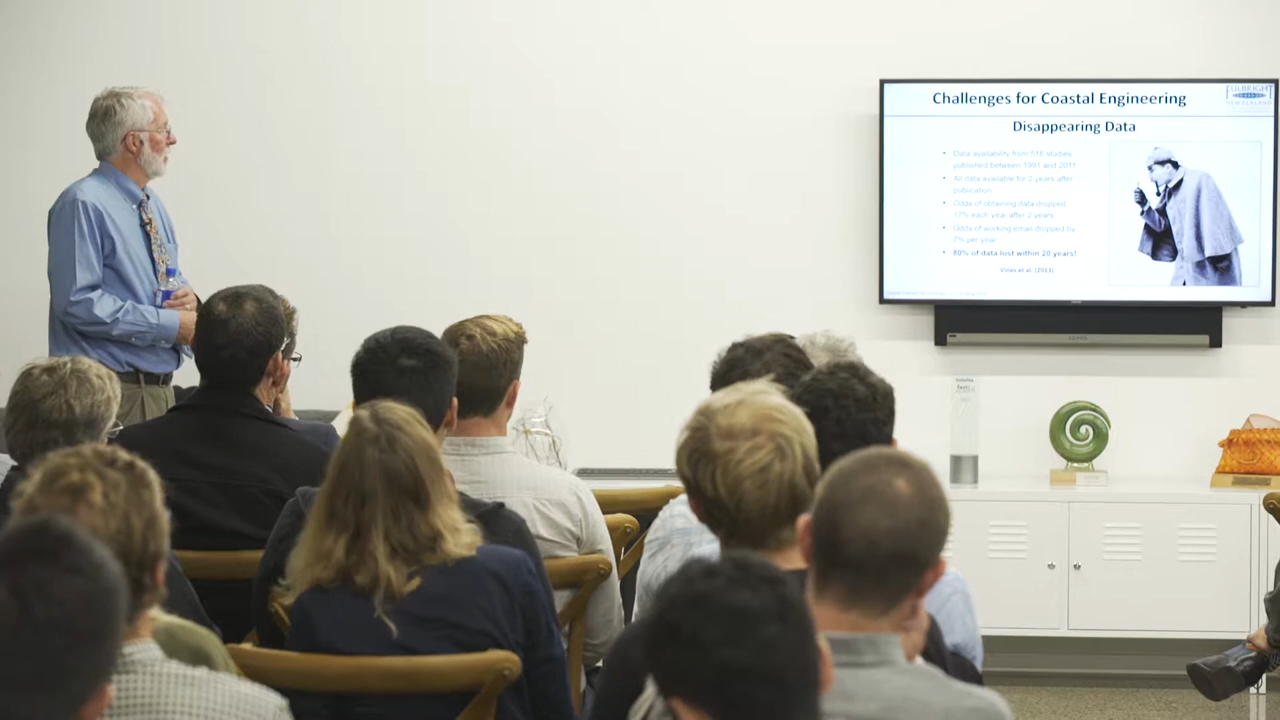 Challenges for Coastal Engineering
FULBRIGHT
NEW ZEALAND
Disappearing Data
• Data availability from 516 studies
published between 1991 and 2011
• All data available for 2 years after
publication
• Odds of obtaining data dropped
17% each year after 2 years
• Odds of working email dropped by
7% per year
• 80% of data lost within 20 years!
Vines et al. (2013)